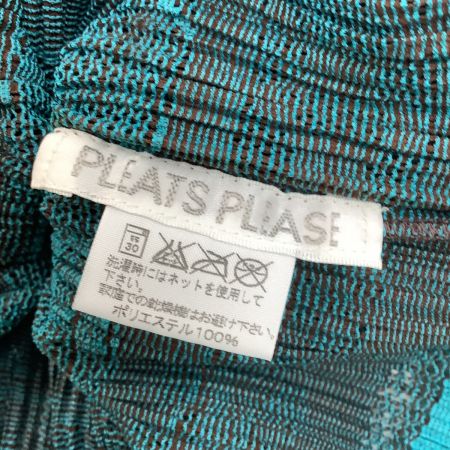 PLEATS PLEASE
弱
30
洗濯時にはネットを使用して
下さい。
家庭での乾燥機はお避け下さい。
ポリエステル100%